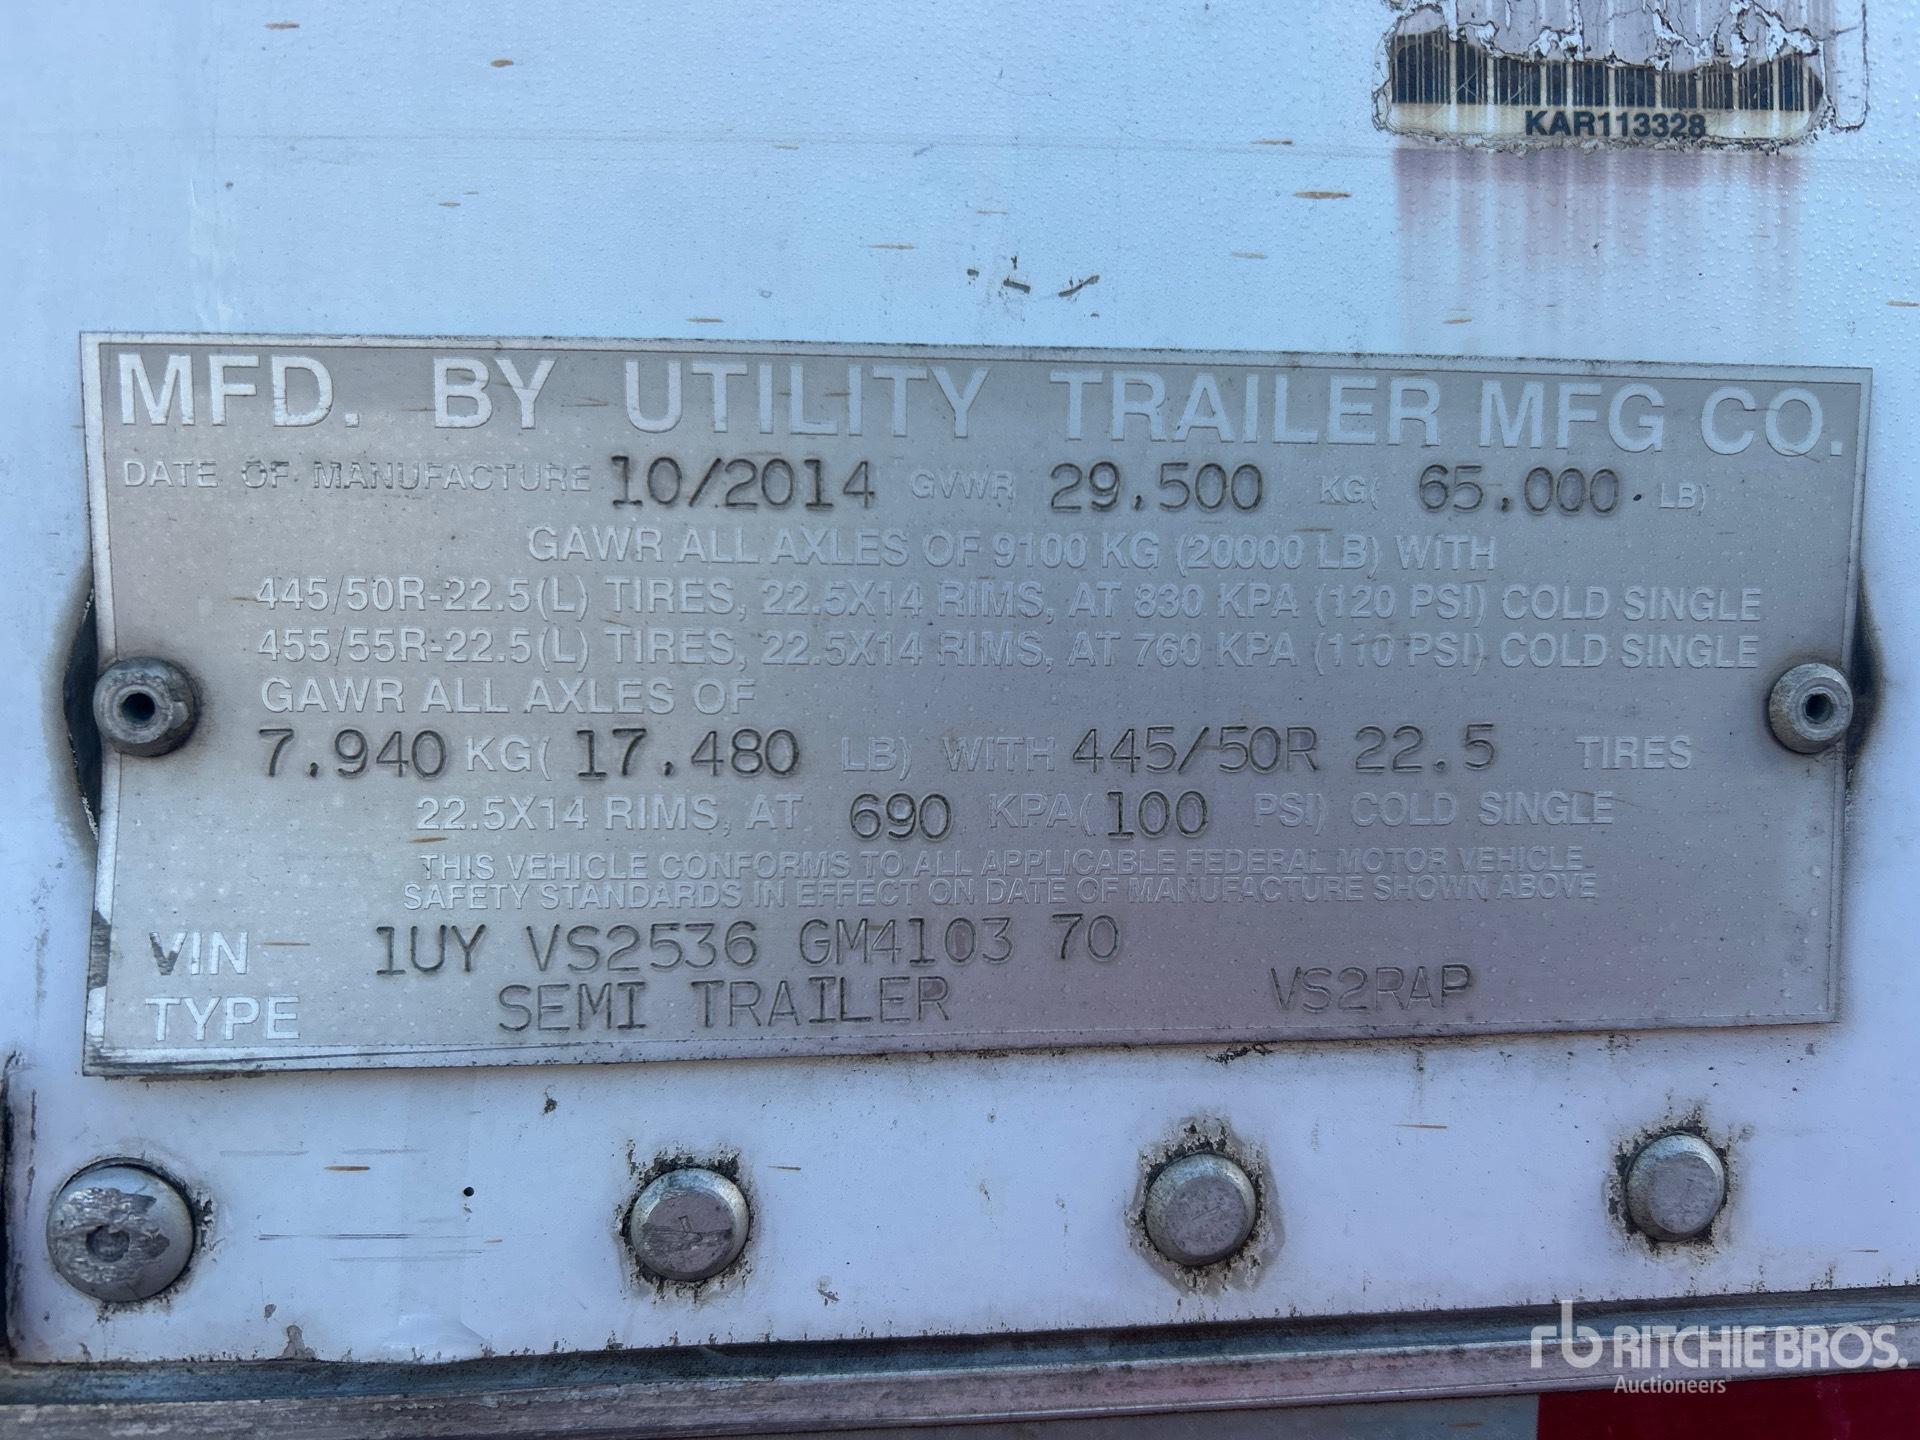 KAR113328
MFD. BY UTILITY TRAILER MFG CO.
DATE OF MANUFACTURE 10/2014 GVWR 29,500 KG( 65,000. LB)
GAWR ALL AXLES OF 9100 KG (20000 LB) WITH
445/50R-22.5(L) TIRES, 22.5X14 RIMS, AT 830 KPA (120 PSI) COLD SINGLE
455/55R-22.5(L) TIRES, 22.5X14 RIMS, AT 760 KPA (110 PSI) COLD SINGLE
GAWR ALL AXLES OF
7,940 KG( 17,480 LB) WITH 445/50R 22.5 TIRES
22.5X14 RIMS, AT 690 KPA( 100 PSI) COLD SINGLE
THIS VEHICLE CONFORMS TO ALL APPLICABLE FEDERAL MOTOR VEHICLE
SAFETY STANDARDS IN EFFECT ON DATE OF MANUFACTURE SHOWN ABOVE
VIN 1UY VS2536 GM4103 70
TYPE SEMI TRAILER VS2RAP
rb RITCHIE BROS.
Auctioneers